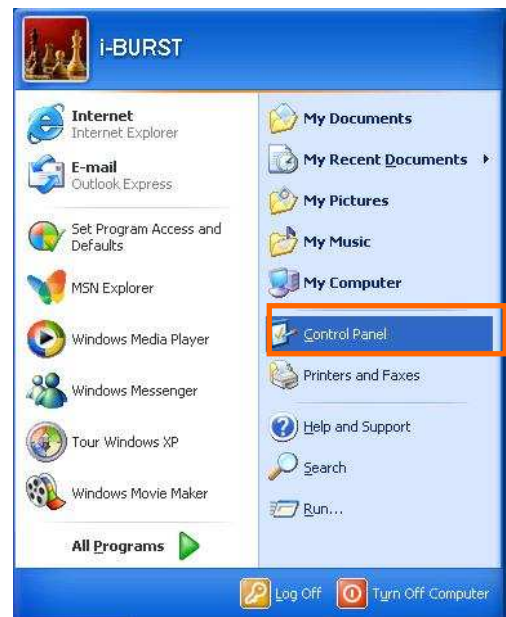 i-BURST
Internet
Internet Explorer
E-mail
Outlook Express
Set Program Access and
Defaults
MSN Explorer
Windows Media Player
Windows Messenger
Tour Windows XP
Windows Movie Maker
All Programs
My Documents
My Recent Documents
My Pictures
My Music
My Computer
Control Panel
Printers and Faxes
Help and Support
Search
Run...
Log Off
Turn Off Computer